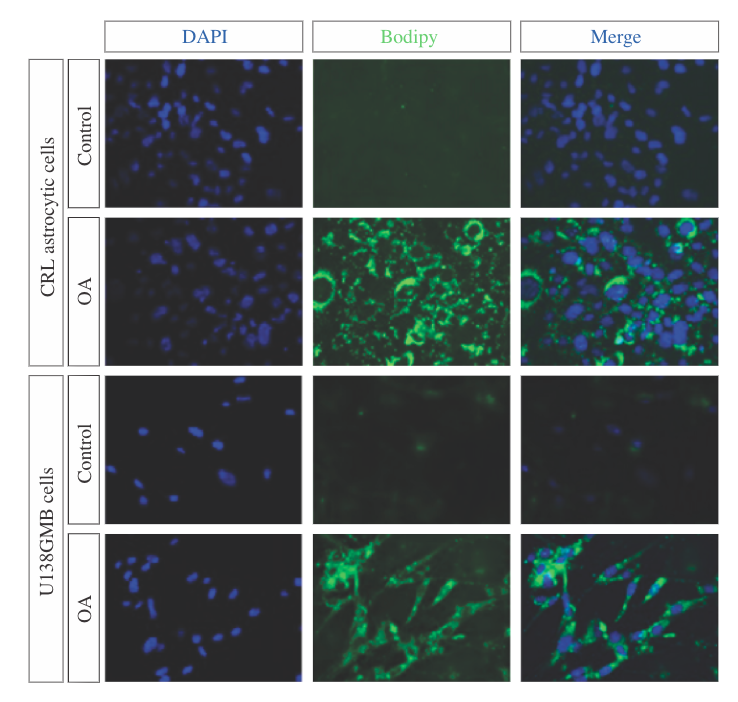 DAPI
Bodipy
Merge
CRL astrocytic cells
Control
OA
U138GMB cells
Control
OA